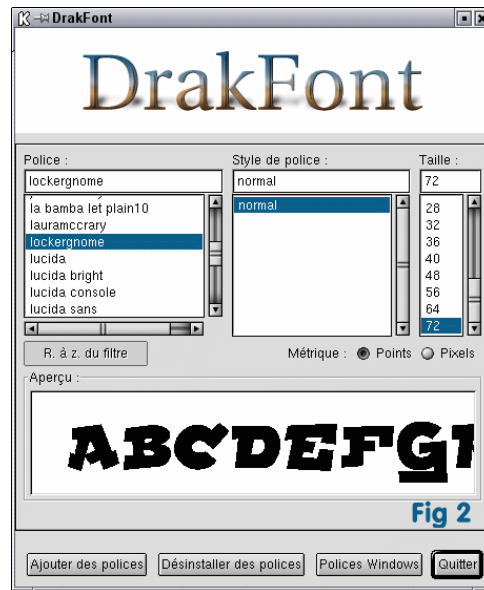 DrakFont
DrakFont
Police :
Style de police :
Taille :
lockergnome
normal
72
la bamba let plain10
lauramccrary
lockergnome
lucida
lucida bright
lucida console
lucida sans
normal
28
32
36
40
48
56
64
72
R. à z. du filtre
Métrique : Points Pixels
Aperçu :
ABCDEFG
Fig 2
Ajouter des polices Désinstaller des polices Polices Windows Quitter